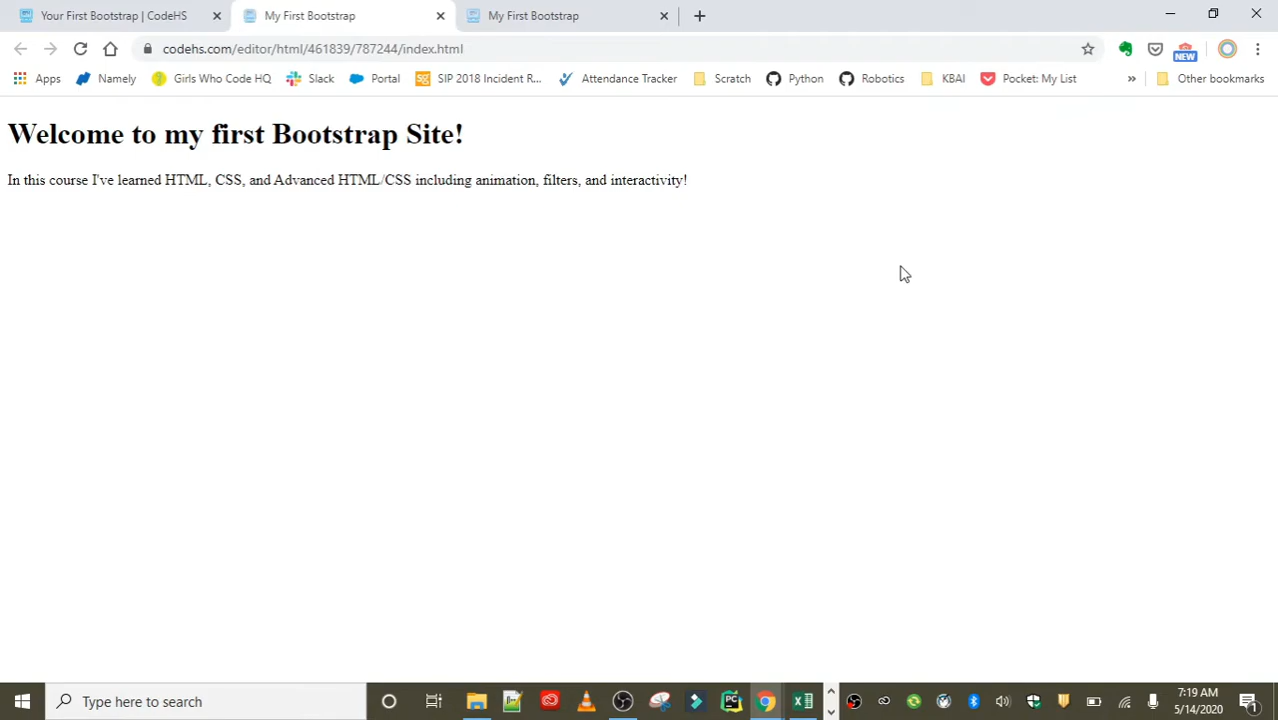 Your First Bootstrap | CodeHS
My First Bootstrap
My First Bootstrap
codehs.com/editor/html/461839/787244/index.html
NEW
Apps
Namely
Girls Who Code HQ
Slack
Portal
SIP 2018 Incident R...
Attendance Tracker
Scratch
Python
Robotics
KBAI
Pocket: My List
Other bookmarks
Welcome to my first Bootstrap Site!
In this course I've learned HTML, CSS, and Advanced HTML/CSS including animation, filters, and interactivity!
Type here to search
7:19 AM
5/14/2020